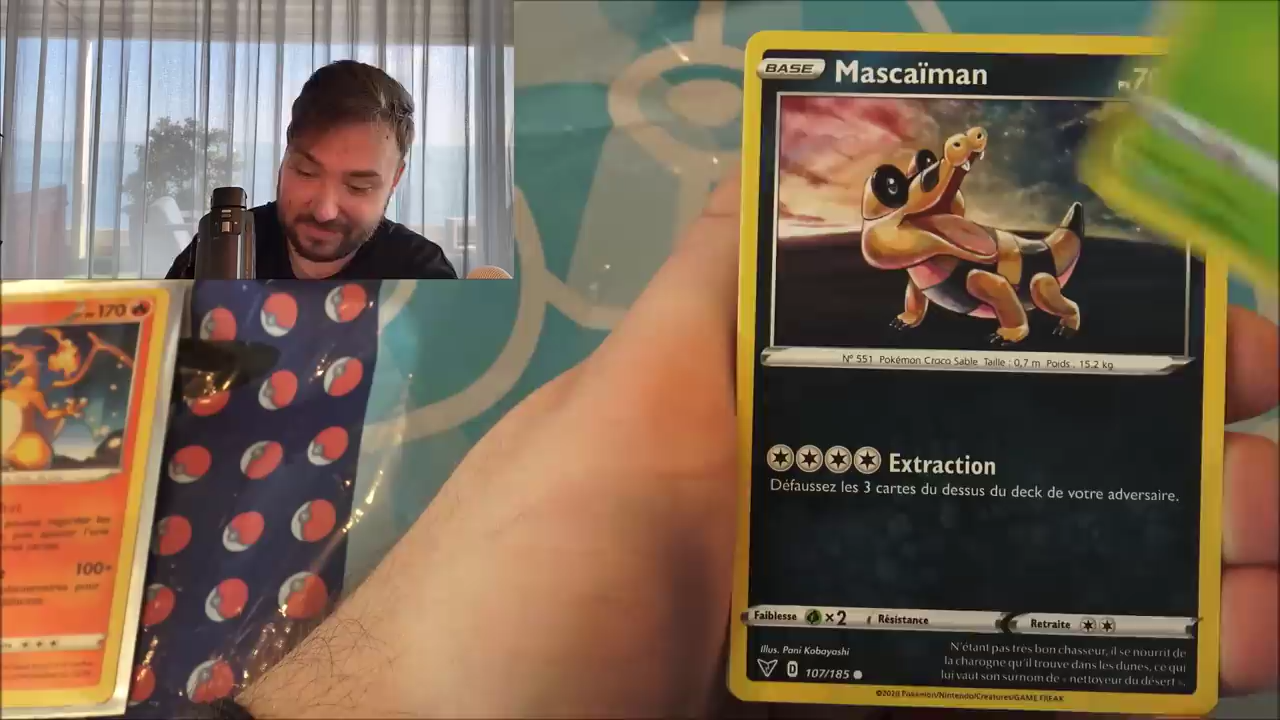 BASE Mascaïman
170
N° 551 Pokémon Croco Sable Taille : 0,7 m Poids : 15,2 kg
Extraction
Défaussez les 3 cartes du dessus du deck de votre adversaire.
100+
Faiblesse ×2 Résistance Retraite
Illus. Pani Kobayashi
D 107/185
N'étant pas très bon chasseur, il se nourrit de
la charogne qu'il trouve dans les dunes, ce qui
lui vaut son surnom de « nettoyeur du désert ».
©2020 Pokémon/Nintendo/Creatures/GAME FREAK